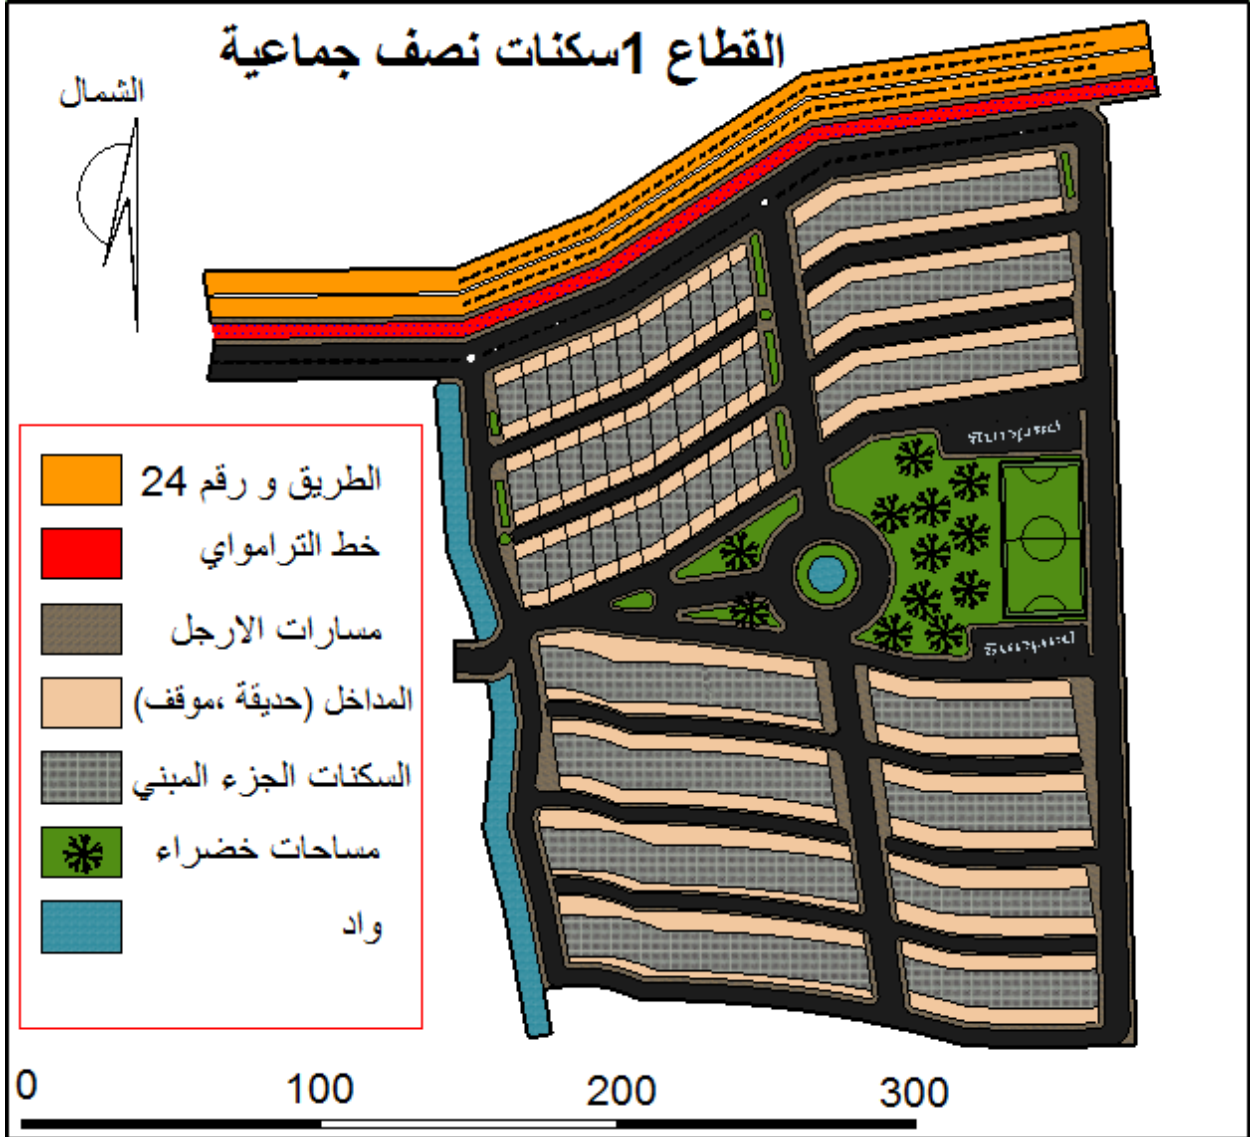 القطاع 1سكنات نصف جماعية
الشمال
الطريق و رقم 24
خط الترامواي
مسارات الارجل
المداخل (حديقة ،موقف)
السكنات الجزء المبني
مساحات خضراء
واد
0 100 200 300